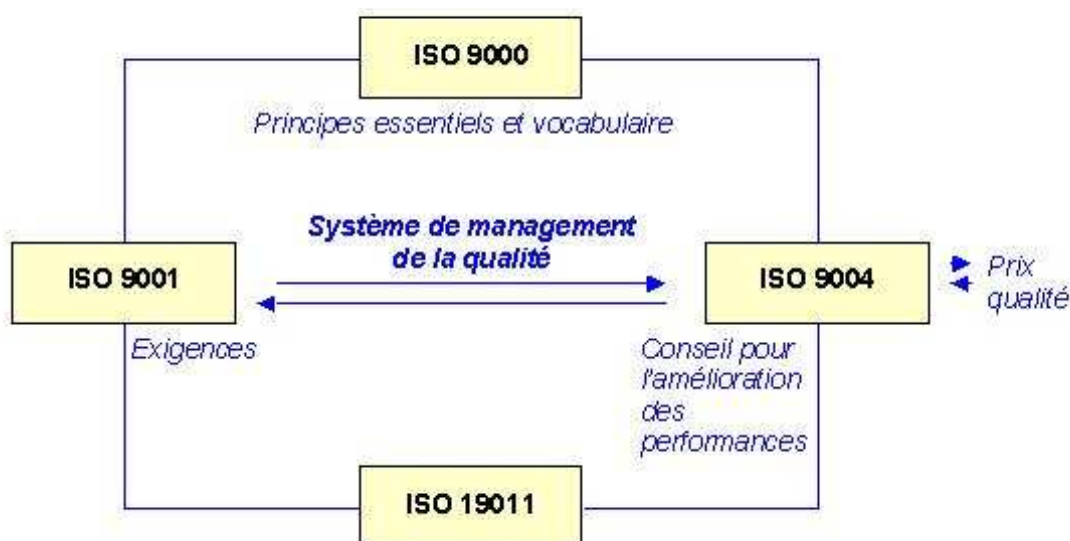 ISO 9000
Principes essentiels et vocabulaire
Système de management
de la qualité
ISO 9001
ISO 9004
Prix
qualité
Exigences
Conseil pour
l'amélioration
des
performances
ISO 19011